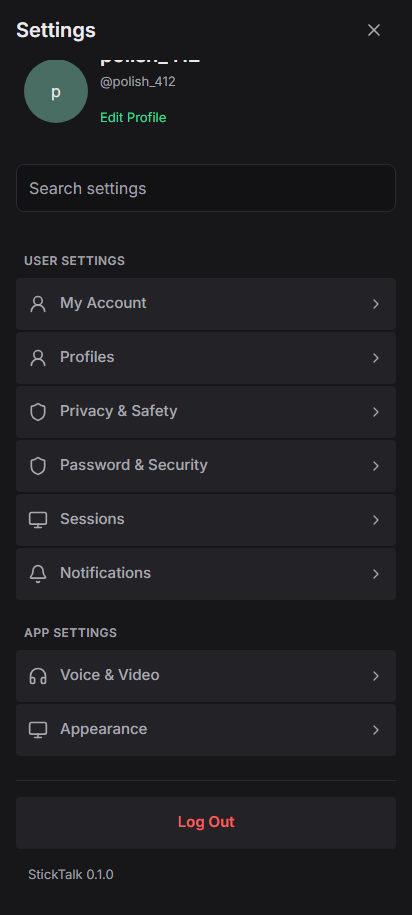 Settings
polish_412
p
@polish_412
Edit Profile
Search settings
USER SETTINGS
My Account
Profiles
Privacy & Safety
Password & Security
Sessions
Notifications
APP SETTINGS
Voice & Video
Appearance
Log Out
StickTalk 0.1.0